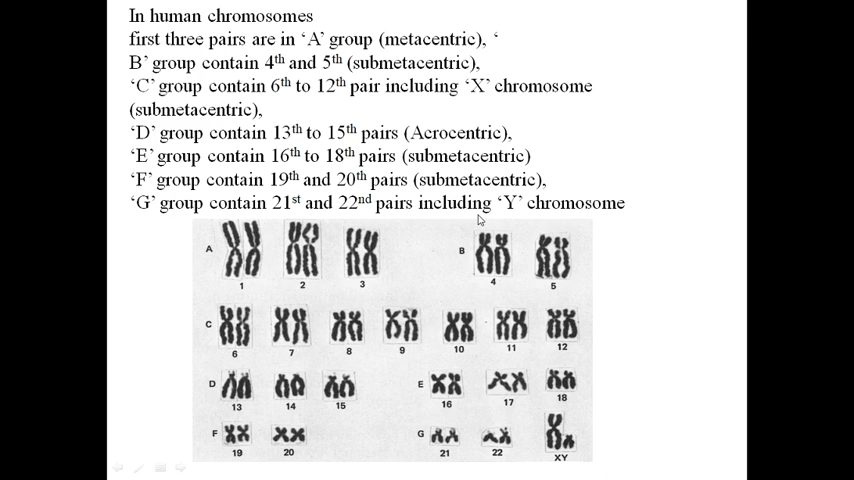 In human chromosomes
first three pairs are in ‘A’ group (metacentric), ‘
B’ group contain 4th and 5th (submetacentric),
‘C’ group contain 6th to 12th pair including ‘X’ chromosome
(submetacentric),
‘D’ group contain 13th to 15th pairs (Acrocentric),
‘E’ group contain 16th to 18th pairs (submetacentric)
‘F’ group contain 19th and 20th pairs (submetacentric),
‘G’ group contain 21st and 22nd pairs including ‘Y’ chromosome
A B
1 2 3 4 5
C
6 7 8 9 10 11 12
D E
13 14 15 16 17 18
F G
19 20 21 22 XY